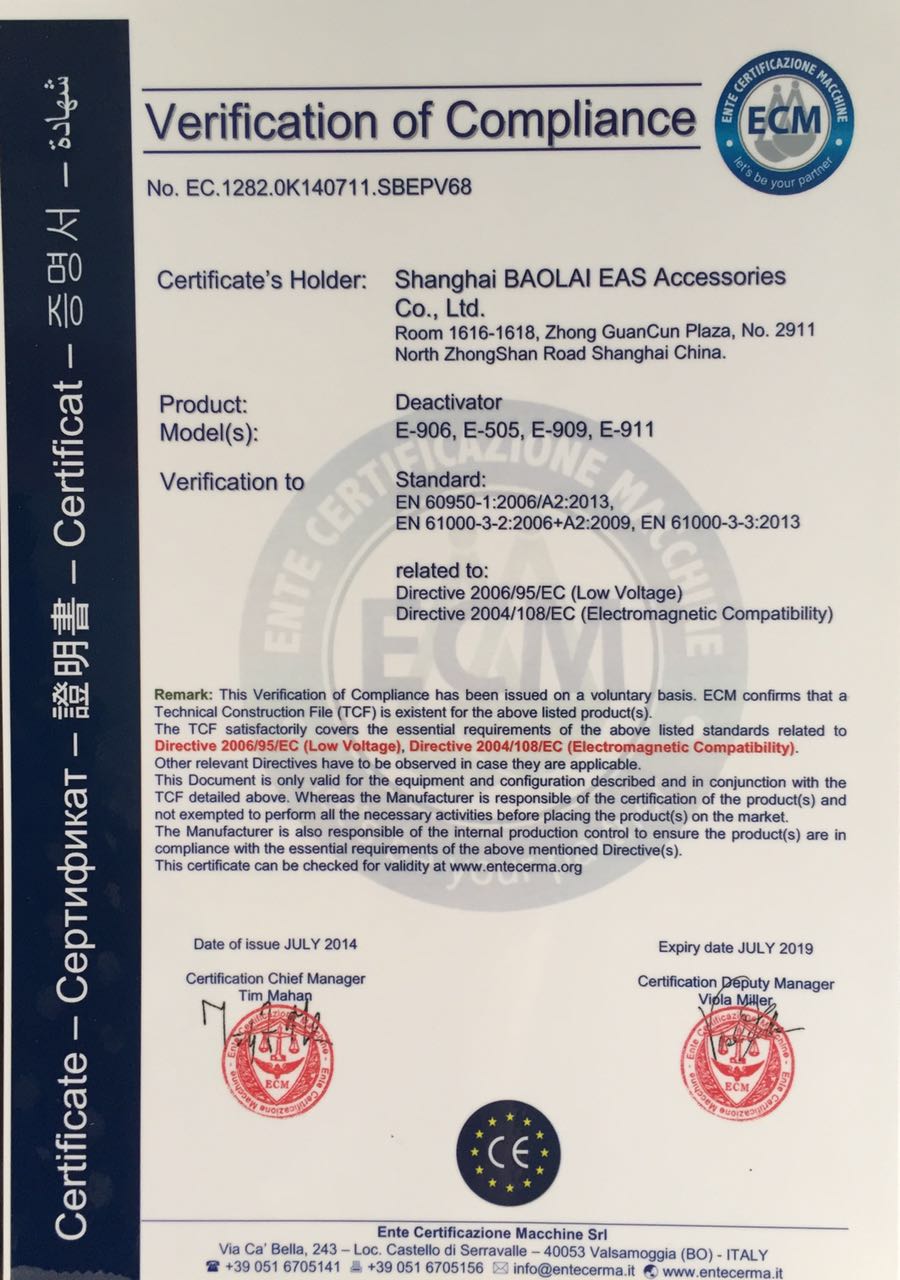 Certificate – Сертификат – 證明書 – Certificat – 증명서 – شهادة
Verification of Compliance
ENTE CERTIFICAZIONE MACCHINE
ECM
let's be your partner
No. EC.1282.0K140711.SBEPV68
Certificate's Holder: Shanghai BAOLAI EAS Accessories
Co., Ltd.
Room 1616-1618, Zhong GuanCun Plaza, No. 2911
North ZhongShan Road Shanghai China.
Product: Deactivator
Model(s): E-906, E-505, E-909, E-911
Verification to Standard:
EN 60950-1:2006/A2:2013,
EN 61000-3-2:2006+A2:2009, EN 61000-3-3:2013
related to:
Directive 2006/95/EC (Low Voltage)
Directive 2004/108/EC (Electromagnetic Compatibility)
ENTE CERTIFICAZIONE MACCHINE
ECM
Remark: This Verification of Compliance has been issued on a voluntary basis. ECM confirms that a
Technical Construction File (TCF) is existent for the above listed product(s).
The TCF satisfactorily covers the essential requirements of the above listed standards related to
Directive 2006/95/EC (Low Voltage), Directive 2004/108/EC (Electromagnetic Compatibility).
Other relevant Directives have to be observed in case they are applicable.
This Document is only valid for the equipment and configuration described and in conjunction with the
TCF detailed above. Whereas the Manufacturer is responsible of the certification of the product(s) and
not exempted to perform all the necessary activities before placing the product(s) on the market.
The Manufacturer is also responsible of the internal production control to ensure the product(s) are in
compliance with the essential requirements of the above mentioned Directive(s).
This certificate can be checked for validity at www.entecerma.org
Date of issue JULY 2014 Expiry date JULY 2019
Certification Chief Manager Certification Deputy Manager
Tim Mahan Viola Miller
Ente Certificazione Macchine - Ente Certificazione Macchine -
ECM ECM
CE
Ente Certificazione Macchine Srl
Via Ca' Bella, 243 – Loc. Castello di Serravalle – 40053 Valsamoggia (BO) - ITALY
+39 051 6705141 +39 051 6705156 info@entecerma.it www.entecerma.it